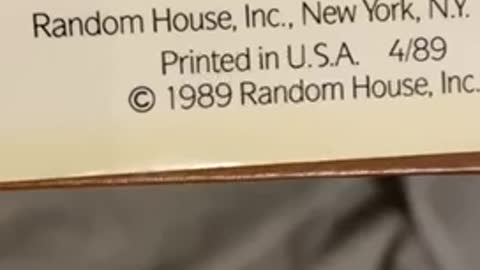 Random House, Inc., New York, N.Y.
Printed in U.S.A. 4/89
© 1989 Random House, Inc.